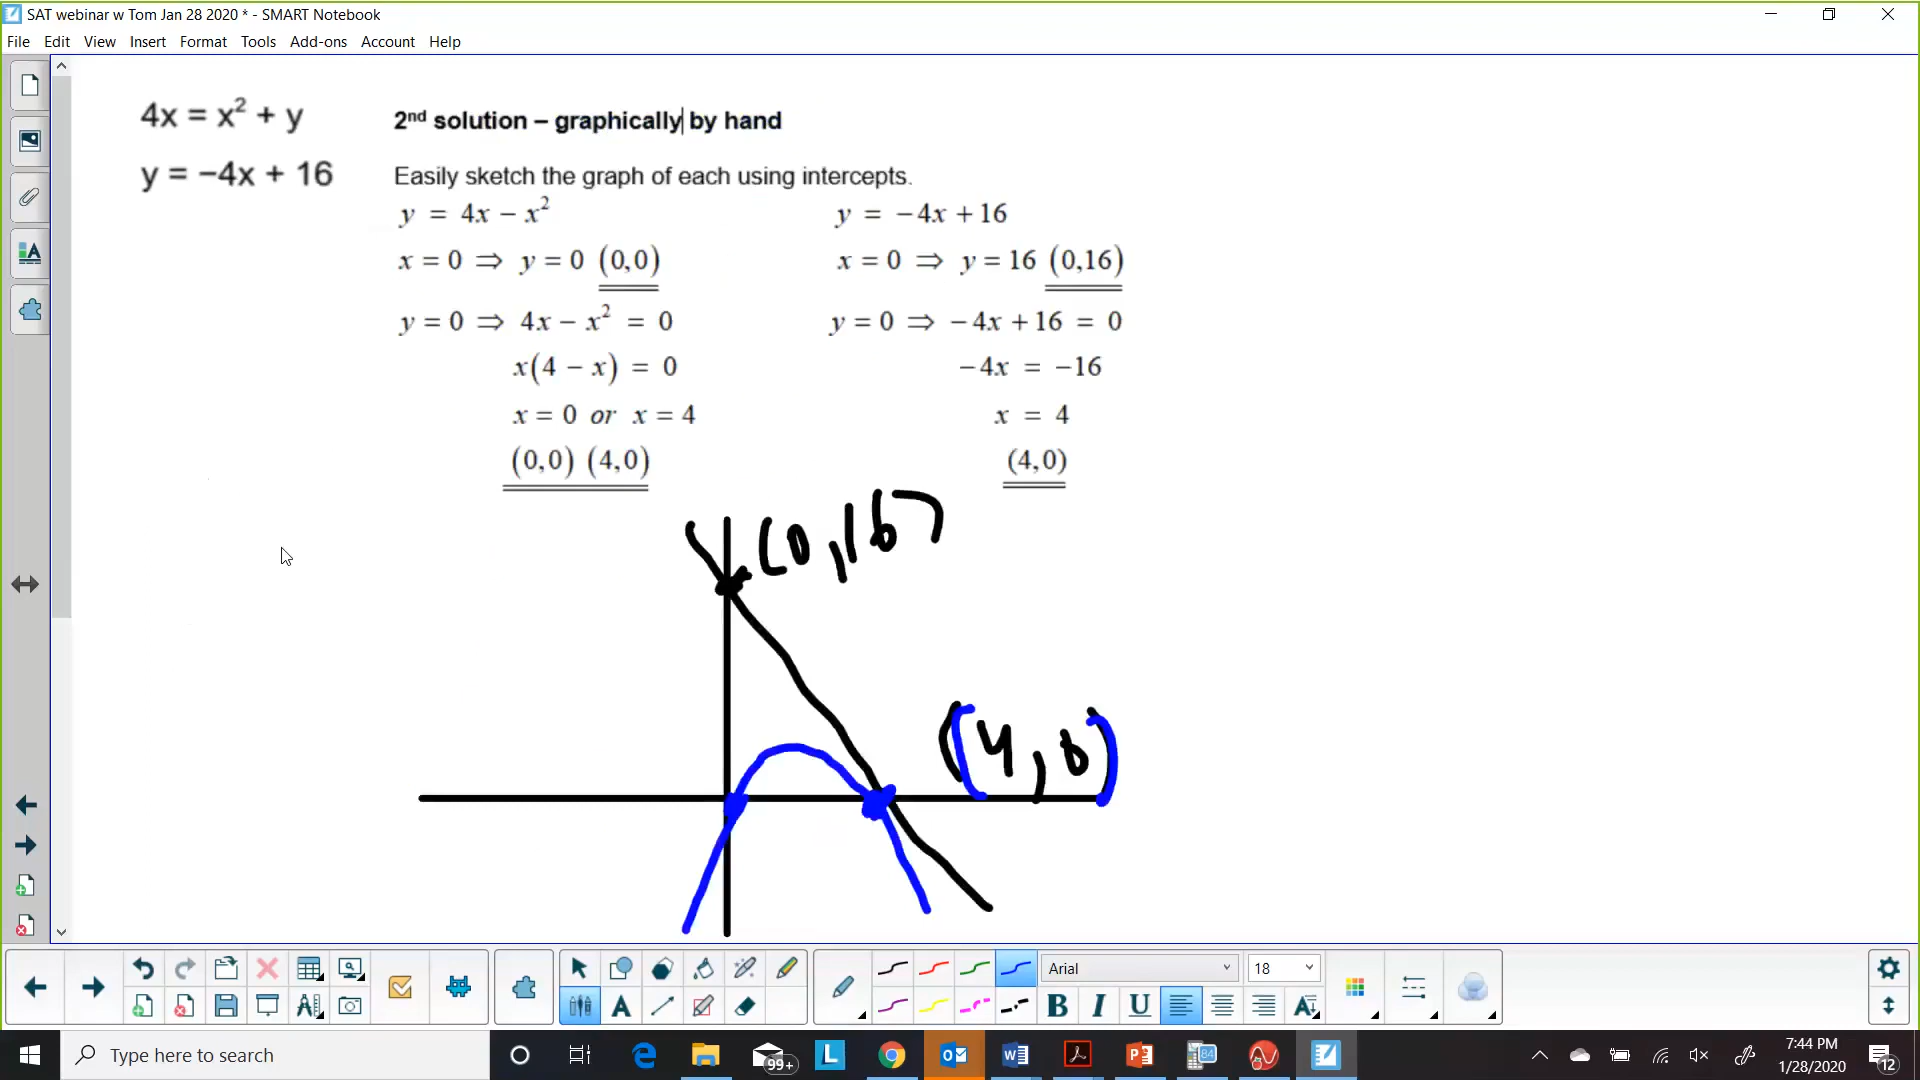 SAT webinar w Tom Jan 28 2020 * - SMART Notebook
File Edit View Insert Format Tools Add-ons Account Help
4x = x² + y
y = −4x + 16
2nd solution – graphically by hand
Easily sketch the graph of each using intercepts.
y = 4x − x²
x = 0 ⇒ y = 0 (0,0)
y = 0 ⇒ 4x − x² = 0
x(4 − x) = 0
x = 0 or x = 4
(0,0) (4,0)
y = −4x + 16
x = 0 ⇒ y = 16 (0,16)
y = 0 ⇒ −4x + 16 = 0
−4x = −16
x = 4
(4,0)
(0,16)
(4,0)
Arial 18
B I U A
Type here to search
99+
84
7:44 PM
1/28/2020
12